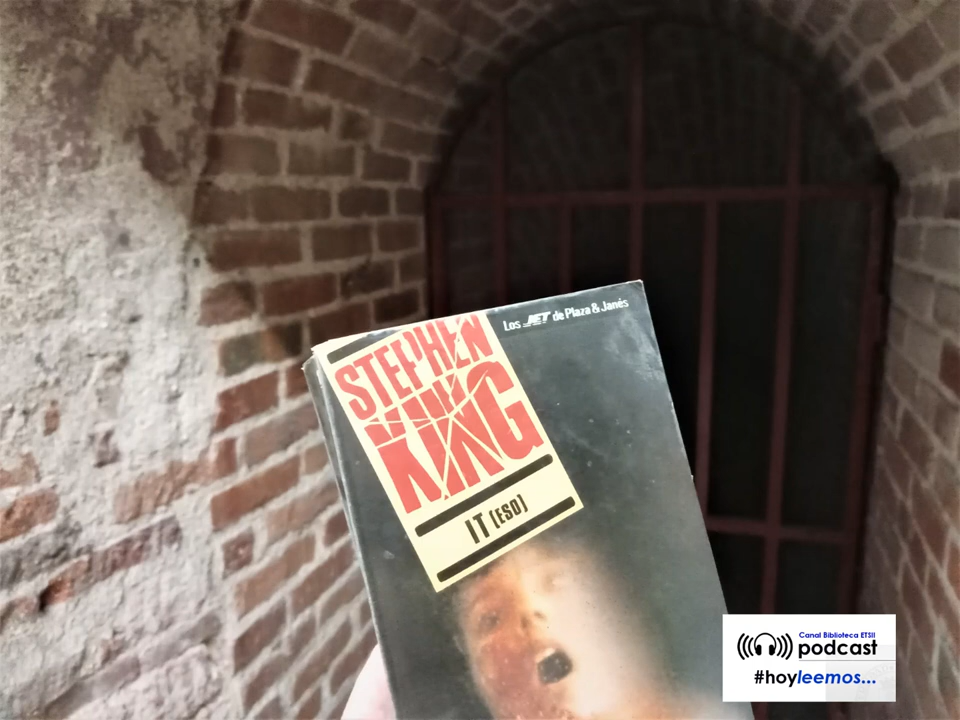 Los JET de Plaza & Janés
STEPHEN
KING
IT (ESO)
Canal Biblioteca ETSII
podcast
#hoyleemos...